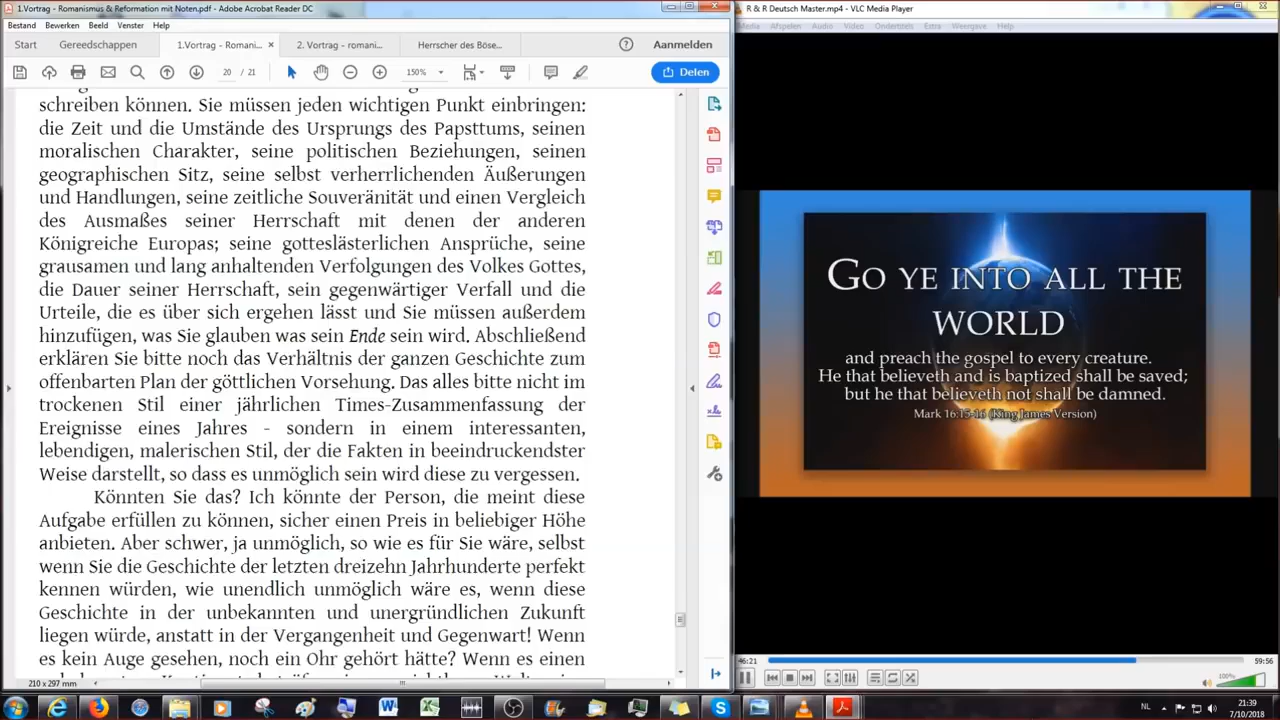 1.Vortrag - Romanismus & Reformation mit Noten.pdf - Adobe Acrobat Reader DC
Bestand Bewerken Beeld Venster Help
Start Gereedschappen 1.Vortrag - Romani... × 2. Vortrag - romani... Herrscher des Böse... Aanmelden
20 / 21 150% Delen
schreiben können. Sie müssen jeden wichtigen Punkt einbringen:
die Zeit und die Umstände des Ursprungs des Papsttums, seinen
moralischen Charakter, seine politischen Beziehungen, seinen
geographischen Sitz, seine selbst verherrlichenden Äußerungen
und Handlungen, seine zeitliche Souveränität und einen Vergleich
des Ausmaßes seiner Herrschaft mit denen der anderen
Königreiche Europas; seine gotteslästerlichen Ansprüche, seine
grausamen und lang anhaltenden Verfolgungen des Volkes Gottes,
die Dauer seiner Herrschaft, sein gegenwärtiger Verfall und die
Urteile, die es über sich ergehen lässt und Sie müssen außerdem
hinzufügen, was Sie glauben was sein Ende sein wird. Abschließend
erklären Sie bitte noch das Verhältnis der ganzen Geschichte zum
offenbarten Plan der göttlichen Vorsehung. Das alles bitte nicht im
trockenen Stil einer jährlichen Times-Zusammenfassung der
Ereignisse eines Jahres, sondern in einem interessanten,
lebendigen, malerischen Stil, der die Fakten in beeindruckendster
Weise darstellt, so dass es unmöglich sein wird diese zu vergessen.
Könnten Sie das? Ich könnte der Person, die meint diese
Aufgabe erfüllen zu können, sicher einen Preis in beliebiger Höhe
anbieten. Aber schwer, ja unmöglich, so wie es für Sie wäre, selbst
wenn Sie die Geschichte der letzten dreizehn Jahrhunderte perfekt
kennen würden, wie unendlich unmöglich wäre es, wenn diese
Geschichte in der unbekannten und unergründlichen Zukunft
liegen würde, anstatt in der Vergangenheit und Gegenwart! Wenn
es kein Auge gesehen, noch ein Ohr gehört hätte? Wenn es einen
210 x 297 mm
R & R Deutsch Master.mp4 - VLC Media Player
Media Afspelen Audio Video Ondertitels Extra Weergave Help
GO YE INTO ALL THE
WORLD
and preach the gospel to every creature.
He that believeth and is baptized shall be saved;
but he that believeth not shall be damned.
Mark 16:15-16 (King James Version)
46:21 59:56
100%
NL 21:39
7/10/2018